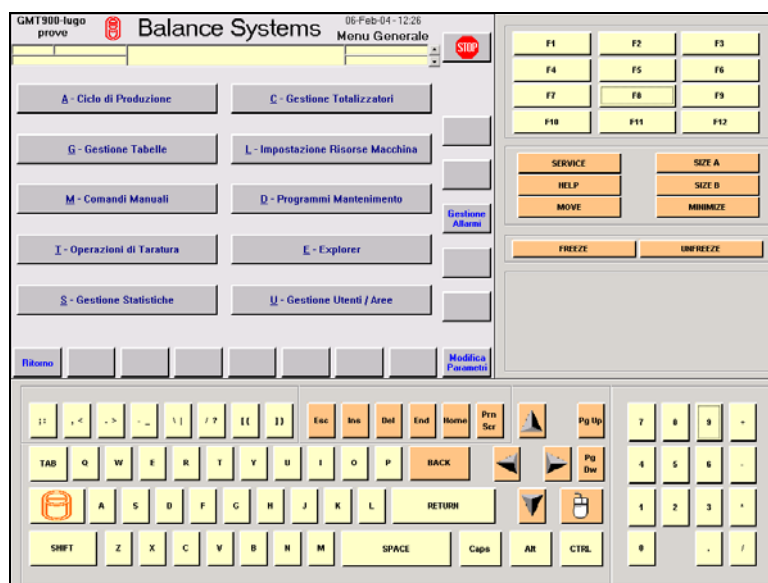 GMT900-lugo
prove
Balance Systems
06-Feb-04 - 12:26
Menu Generale
STOP
A - Ciclo di Produzione
C - Gestione Totalizzatori
G - Gestione Tabelle
L - Impostazione Risorse Macchina
M - Comandi Manuali
D - Programmi Mantenimento
Gestione
Allarmi
T - Operazioni di Taratura
E - Explorer
S - Gestione Statistiche
U - Gestione Utenti / Aree
Ritorno
Modifica
Parametri
F1 F2 F3
F4 F5 F6
F7 F8 F9
F10 F11 F12
SERVICE SIZE A
HELP SIZE B
MOVE MINIMIZE
FREEZE UNFREEZE
; : , < . > - _ \ | / ? [ { ] } Esc Ins Del End Home Prn Scr Pg Up
TAB Q W E R T Y U I O P BACK Pg Dw
A S D F G H J K L RETURN
SHIFT Z X C V B N M SPACE Caps Alt CTRL
7 8 9 +
4 5 6 -
1 2 3 *
0 . /